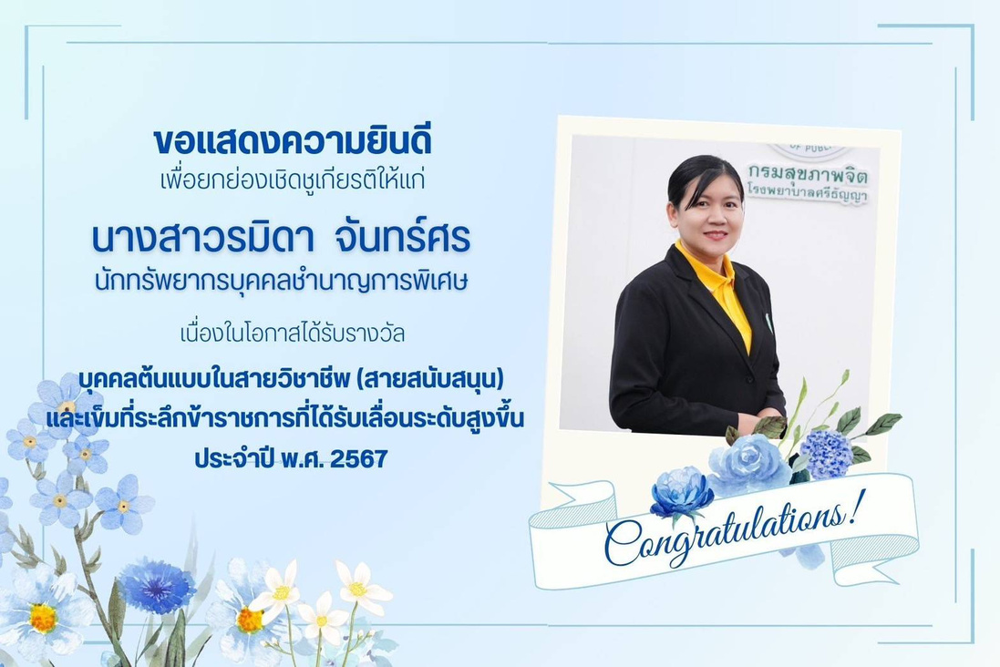 ขอแสดงความยินดี
เพื่อยกย่องเชิดชูเกียรติให้แก่
นางสาวรมิดา จันทร์ศร
นักทรัพยากรบุคคลชำนาญการพิเศษ
เนื่องในโอกาสได้รับรางวัล
บุคคลต้นแบบในสายวิชาชีพ (สายสนับสนุน)
และเข็มที่ระลึกข้าราชการที่ได้รับเลื่อนระดับสูงขึ้น
ประจำปี พ.ศ. 2567
OF PUBLI
กรมสุขภาพจิต
โรงพยาบาลศรีธัญญา
Congratulations!